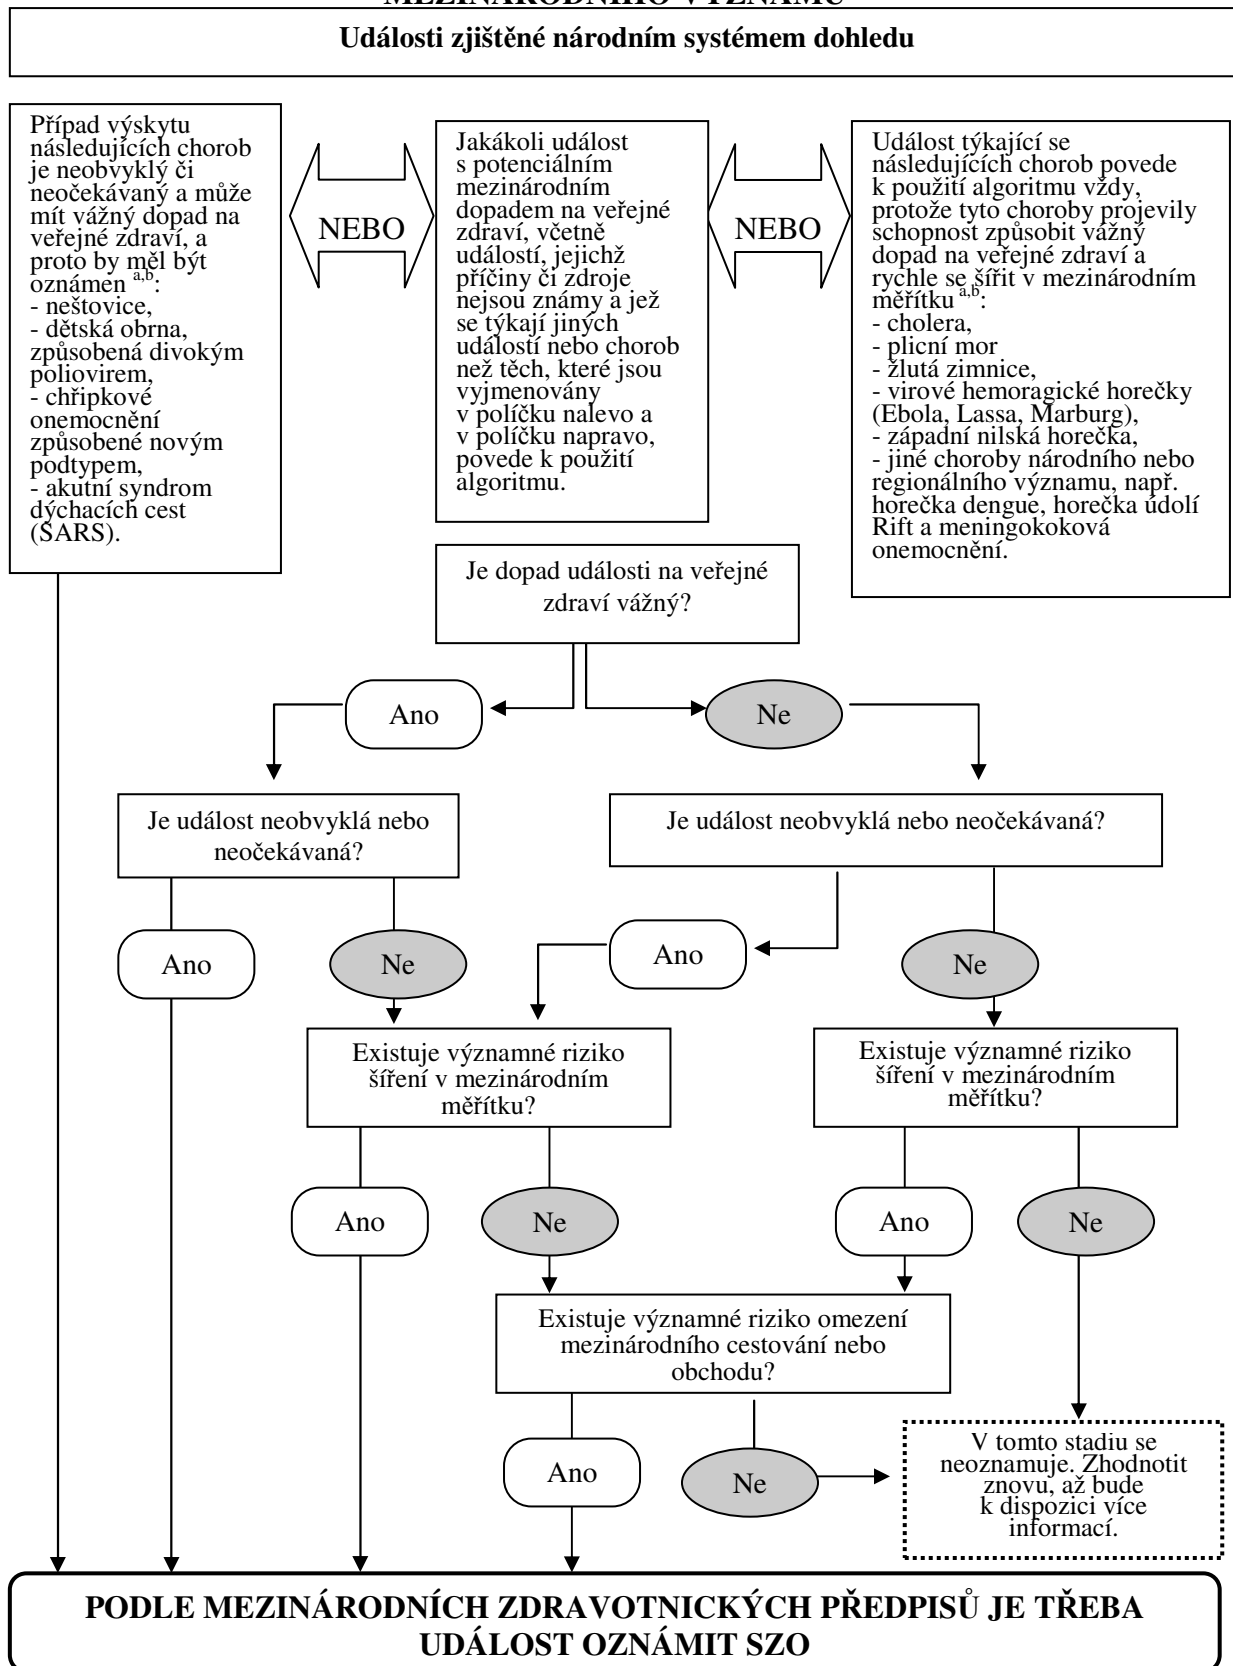 MEZINÁRODNÍHO VÝZNAMU
Události zjištěné národním systémem dohledu
Případ výskytu
následujících chorob
je neobvyklý či
neočekávaný a může
mít vážný dopad na
veřejné zdraví, a
proto by měl být
oznámen a,b:
- neštovice,
- dětská obrna,
způsobená divokým
poliovirem,
- chřipkové
onemocnění
způsobené novým
podtypem,
- akutní syndrom
dýchacích cest
(SARS).
NEBO
Jakákoli událost
s potenciálním
mezinárodním
dopadem na veřejné
zdraví, včetně
událostí, jejichž
příčiny či zdroje
nejsou známy a jež
se týkají jiných
událostí nebo chorob
než těch, které jsou
vyjmenovány
v políčku nalevo a
v políčku napravo,
povede k použití
algoritmu.
NEBO
Událost týkající se
následujících chorob povede
k použití algoritmu vždy,
protože tyto choroby projevily
schopnost způsobit vážný
dopad na veřejné zdraví a
rychle se šířit v mezinárodním
měřítku a,b:
- cholera,
- plicní mor
- žlutá zimnice,
- virové hemoragické horečky
(Ebola, Lassa, Marburg),
- západní nilská horečka,
- jiné choroby národního nebo
regionálního významu, např.
horečka dengue, horečka údolí
Rift a meningokoková
onemocnění.
Je dopad události na veřejné
zdraví vážný?
Ano
Ne
Je událost neobvyklá nebo
neočekávaná?
Je událost neobvyklá nebo neočekávaná?
Ano
Ne
Ano
Ne
Existuje významné riziko
šíření v mezinárodním
měřítku?
Existuje významné riziko
šíření v mezinárodním
měřítku?
Ano
Ne
Ano
Ne
Existuje významné riziko omezení
mezinárodního cestování nebo
obchodu?
Ano
Ne
V tomto stadiu se
neoznamuje. Zhodnotit
znovu, až bude
k dispozici více
informací.
PODLE MEZINÁRODNÍCH ZDRAVOTNICKÝCH PŘEDPISŮ JE TŘEBA
UDÁLOST OZNÁMIT SZO